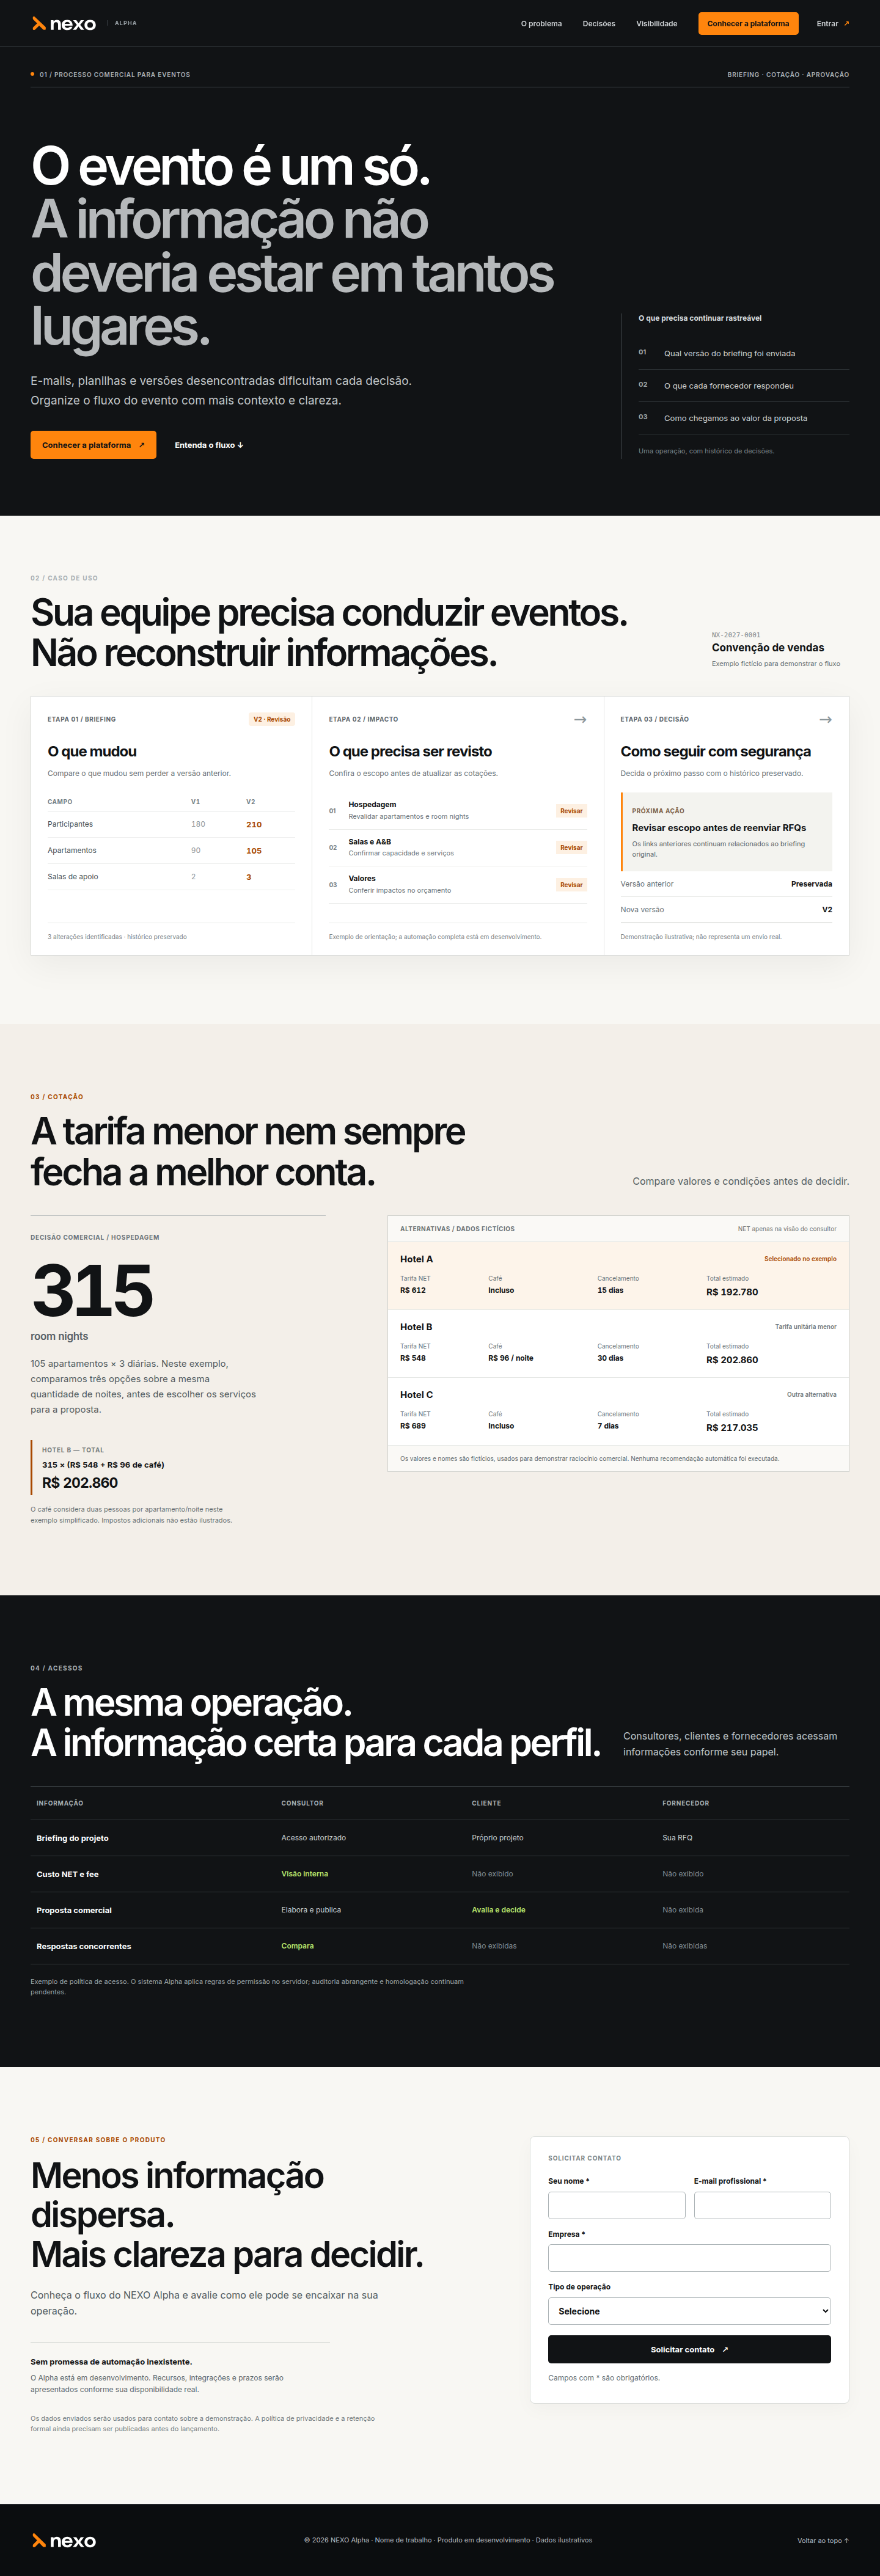 nexo
ALPHA
O problema
Decisões
Visibilidade
Conhecer a plataforma
Entrar ↗
01 / PROCESSO COMERCIAL PARA EVENTOS
BRIEFING · COTAÇÃO · APROVAÇÃO
O evento é um só.
A informação não
deveria estar em tantos
lugares.
E-mails, planilhas e versões desencontradas dificultam cada decisão.
Organize o fluxo do evento com mais contexto e clareza.
Conhecer a plataforma ↗
Entenda o fluxo ↓
O que precisa continuar rastreável
01 Qual versão do briefing foi enviada
02 O que cada fornecedor respondeu
03 Como chegamos ao valor da proposta
Uma operação, com histórico de decisões.
02 / CASO DE USO
Sua equipe precisa conduzir eventos.
Não reconstruir informações.
NX-2027-0001
Convenção de vendas
Exemplo fictício para demonstrar o fluxo
ETAPA 01 / BRIEFING
V2 · Revisão
O que mudou
Compare o que mudou sem perder a versão anterior.
CAMPO V1 V2
Participantes 180 210
Apartamentos 90 105
Salas de apoio 2 3
3 alterações identificadas · histórico preservado
ETAPA 02 / IMPACTO →
O que precisa ser revisto
Confira o escopo antes de atualizar as cotações.
01 Hospedagem Revisar
Revalidar apartamentos e room nights
02 Salas e A&B Revisar
Confirmar capacidade e serviços
03 Valores Revisar
Conferir impactos no orçamento
Exemplo de orientação; a automação completa está em desenvolvimento.
ETAPA 03 / DECISÃO →
Como seguir com segurança
Decida o próximo passo com o histórico preservado.
PRÓXIMA AÇÃO
Revisar escopo antes de reenviar RFQs
Os links anteriores continuam relacionados ao briefing
original.
Versão anterior Preservada
Nova versão V2
Demonstração ilustrativa; não representa um envio real.
03 / COTAÇÃO
A tarifa menor nem sempre
fecha a melhor conta.
Compare valores e condições antes de decidir.
DECISÃO COMERCIAL / HOSPEDAGEM
315
room nights
105 apartamentos × 3 diárias. Neste exemplo,
comparamos três opções sobre a mesma
quantidade de noites, antes de escolher os serviços
para a proposta.
HOTEL B — TOTAL
315 × (R$ 548 + R$ 96 de café)
R$ 202.860
O café considera duas pessoas por apartamento/noite neste
exemplo simplificado. Impostos adicionais não estão ilustrados.
ALTERNATIVAS / DADOS FICTÍCIOS
NET apenas na visão do consultor
Hotel A Selecionado no exemplo
Tarifa NET Café Cancelamento Total estimado
R$ 612 Incluso 15 dias R$ 192.780
Hotel B Tarifa unitária menor
Tarifa NET Café Cancelamento Total estimado
R$ 548 R$ 96 / noite 30 dias R$ 202.860
Hotel C Outra alternativa
Tarifa NET Café Cancelamento Total estimado
R$ 689 Incluso 7 dias R$ 217.035
Os valores e nomes são fictícios, usados para demonstrar raciocínio comercial. Nenhuma recomendação automática foi executada.
04 / ACESSOS
A mesma operação.
A informação certa para cada perfil.
Consultores, clientes e fornecedores acessam
informações conforme seu papel.
INFORMAÇÃO CONSULTOR CLIENTE FORNECEDOR
Briefing do projeto Acesso autorizado Próprio projeto Sua RFQ
Custo NET e fee Visão interna Não exibido Não exibido
Proposta comercial Elabora e publica Avalia e decide Não exibida
Respostas concorrentes Compara Não exibidas Não exibidas
Exemplo de política de acesso. O sistema Alpha aplica regras de permissão no servidor; auditoria abrangente e homologação continuam
pendentes.
05 / CONVERSAR SOBRE O PRODUTO
Menos informação
dispersa.
Mais clareza para decidir.
Conheça o fluxo do NEXO Alpha e avalie como ele pode se encaixar na sua
operação.
Sem promessa de automação inexistente.
O Alpha está em desenvolvimento. Recursos, integrações e prazos serão
apresentados conforme sua disponibilidade real.
Os dados enviados serão usados para contato sobre a demonstração. A política de privacidade e a retenção
formal ainda precisam ser publicadas antes do lançamento.
SOLICITAR CONTATO
Seu nome * E-mail profissional *
Empresa *
Tipo de operação
Selecione
Solicitar contato ↗
Campos com * são obrigatórios.
nexo
© 2026 NEXO Alpha · Nome de trabalho · Produto em desenvolvimento · Dados ilustrativos
Voltar ao topo ↑